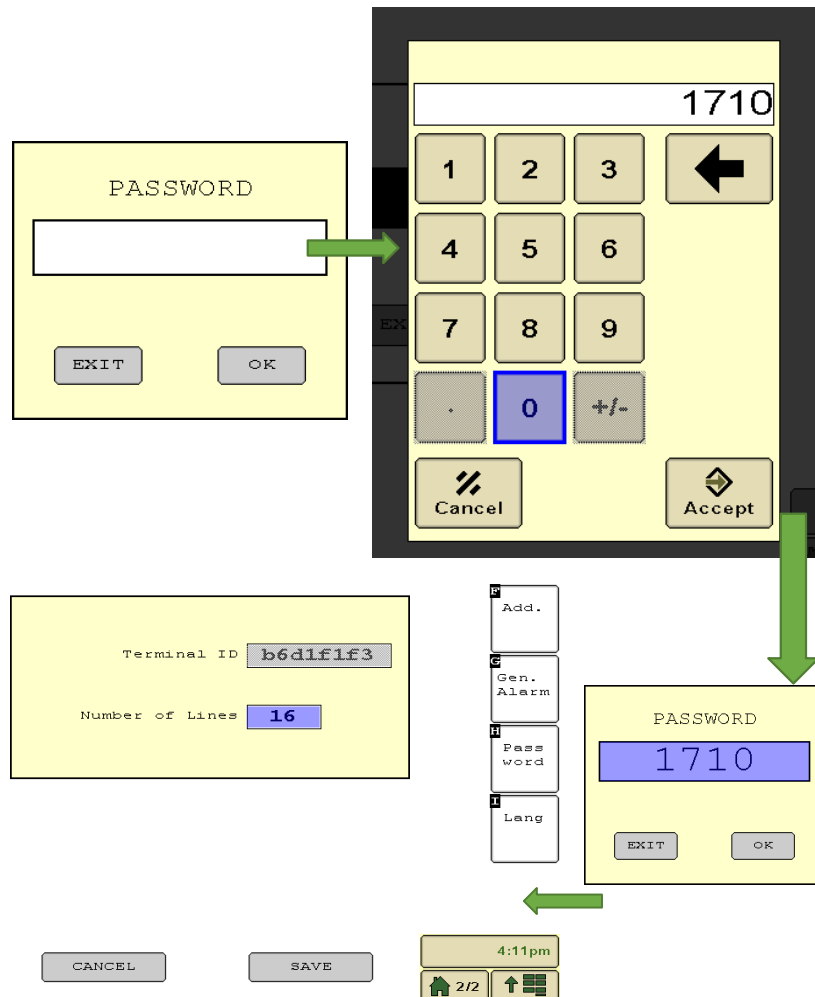 PASSWORD
EXIT
OK
1710
1
2
3
4
5
6
7
8
9
.
0
+/-
Cancel
Accept
EX
Terminal ID b6d1f1f3
Number of Lines 16
F
Add.
G
Gen.
Alarm
H
Pass
word
I
Lang
PASSWORD
1710
EXIT
OK
CANCEL
SAVE
4:11pm
2/2